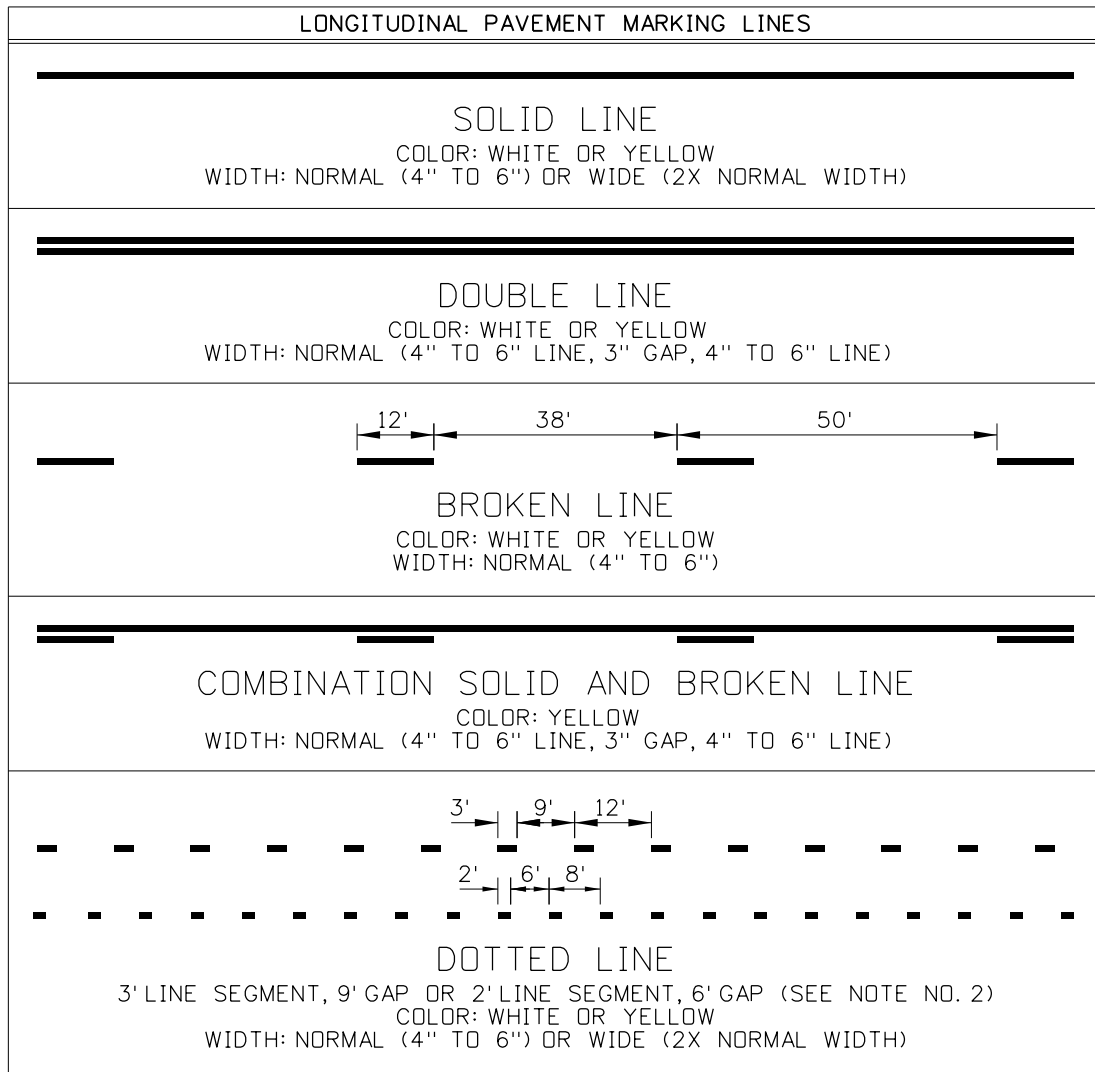 LONGITUDINAL PAVEMENT MARKING LINES
SOLID LINE
COLOR: WHITE OR YELLOW
WIDTH: NORMAL (4" TO 6") OR WIDE (2X NORMAL WIDTH)
DOUBLE LINE
COLOR: WHITE OR YELLOW
WIDTH: NORMAL (4" TO 6" LINE, 3" GAP, 4" TO 6" LINE)
12' 38' 50'
BROKEN LINE
COLOR: WHITE OR YELLOW
WIDTH: NORMAL (4" TO 6")
COMBINATION SOLID AND BROKEN LINE
COLOR: YELLOW
WIDTH: NORMAL (4" TO 6" LINE, 3" GAP, 4" TO 6" LINE)
3' 9' 12'
2' 6' 8'
DOTTED LINE
3' LINE SEGMENT, 9' GAP OR 2' LINE SEGMENT, 6' GAP (SEE NOTE NO. 2)
COLOR: WHITE OR YELLOW
WIDTH: NORMAL (4" TO 6") OR WIDE (2X NORMAL WIDTH)